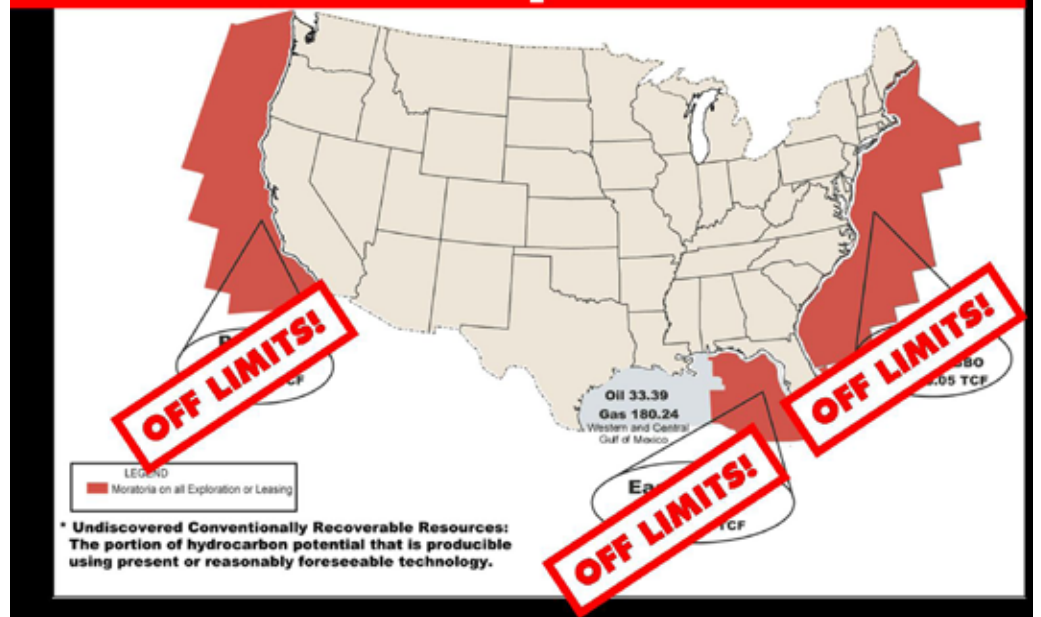 OFF LIMITS!
TCF
OFF LIMITS!
BBO
.05 TCF
Oil 33.39
Gas 180.24
Western and Central
Gulf of Mexico
OFF LIMITS!
TCF
LEGEND
Moratoria on all Exploration or Leasing
* Undiscovered Conventionally Recoverable Resources:
The portion of hydrocarbon potential that is producible
using present or reasonably foreseeable technology.